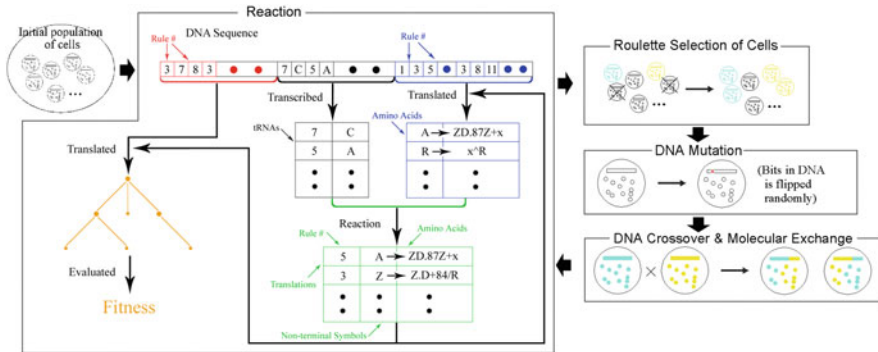 Reaction
Initial population
of cells
...
Rule #
DNA Sequence
Rule #
3 7 8 3 ● ● 7 C 5 A ● ● 1 3 5 ● 3 8 11 ● ●
Transcribed
Translated
tRNAs
7 C
5 A
● ●
● ●
Amino Acids
A → ZD.87Z+x
R → x^R
● ●
● ●
Translated
Reaction
Rule #
Amino Acids
5 A → ZD.87Z+x
3 Z → Z.D+84/R
● ●
● ●
Translations
Non-terminal Symbols
Evaluated
Fitness
Roulette Selection of Cells
... ...
DNA Mutation
(Bits in DNA
is flipped
randomly)
DNA Crossover & Molecular Exchange
×